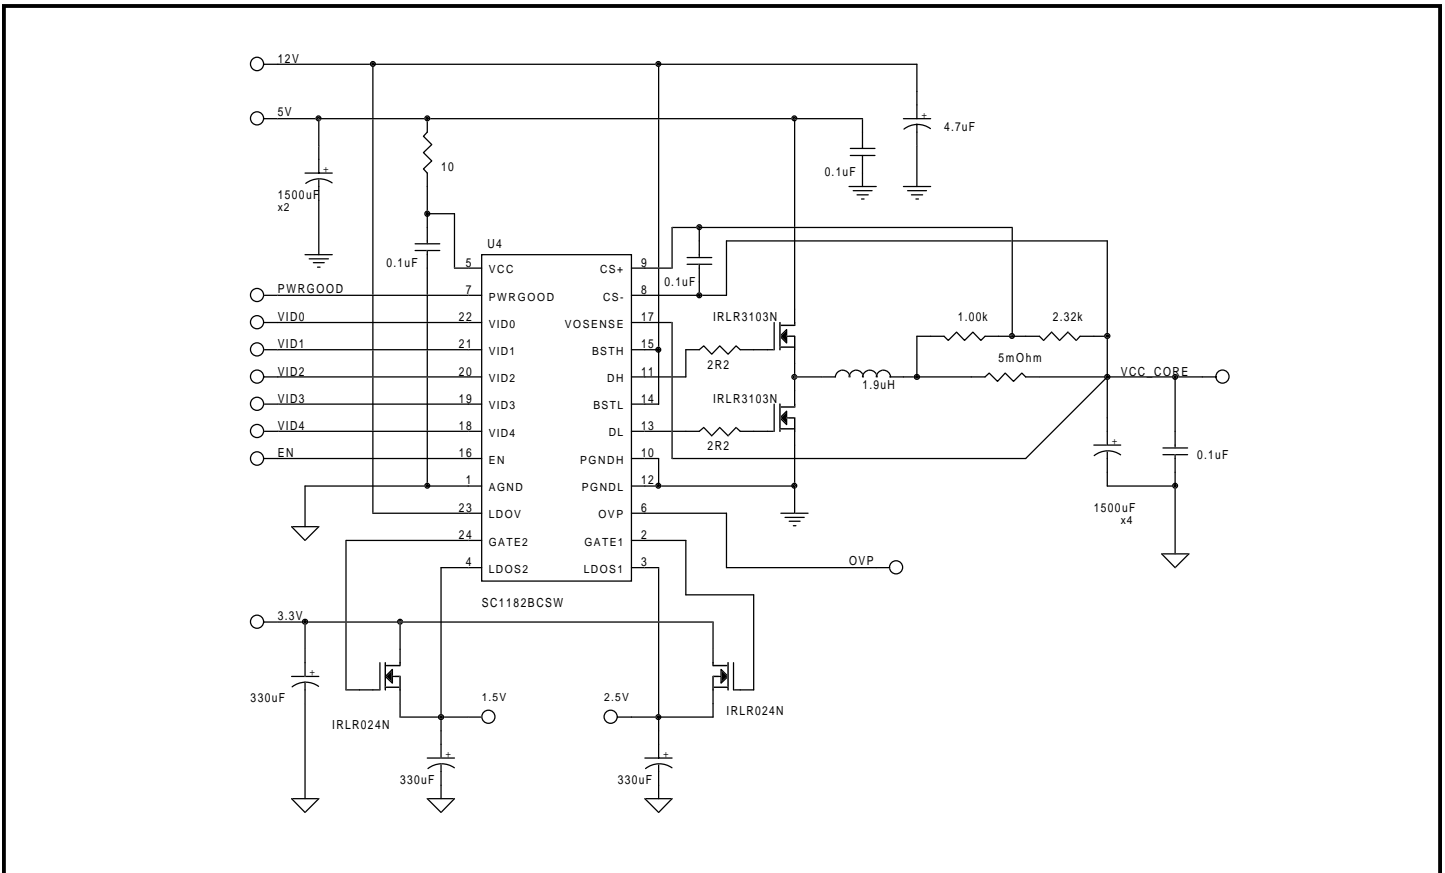 12V
5V
+
4.7uF
10
0.1uF
+
1500uF
x2
U4
0.1uF
5 VCC CS+ 9
0.1uF
PWRGOOD 7 PWRGOOD CS- 8
VID0 22 VID0 VOSENSE 17
IRLR3103N
1.00k 2.32k
VID1 21 VID1 BSTH 15
2R2
5mOhm
VID2 20 VID2 DH 11
1.9uH
VCC_CORE
VID3 19 VID3 BSTL 14
IRLR3103N
VID4 18 VID4 DL 13
2R2
+
0.1uF
EN 16 EN PGNDH 10
1 AGND PGNDL 12
23 LDOV OVP 6
1500uF
x4
24 GATE2 GATE1 2
4 LDOS2 LDOS1 3
OVP
SC1182BCSW
3.3V
+
330uF
1.5V
2.5V
IRLR024N
IRLR024N
+
330uF
+
330uF